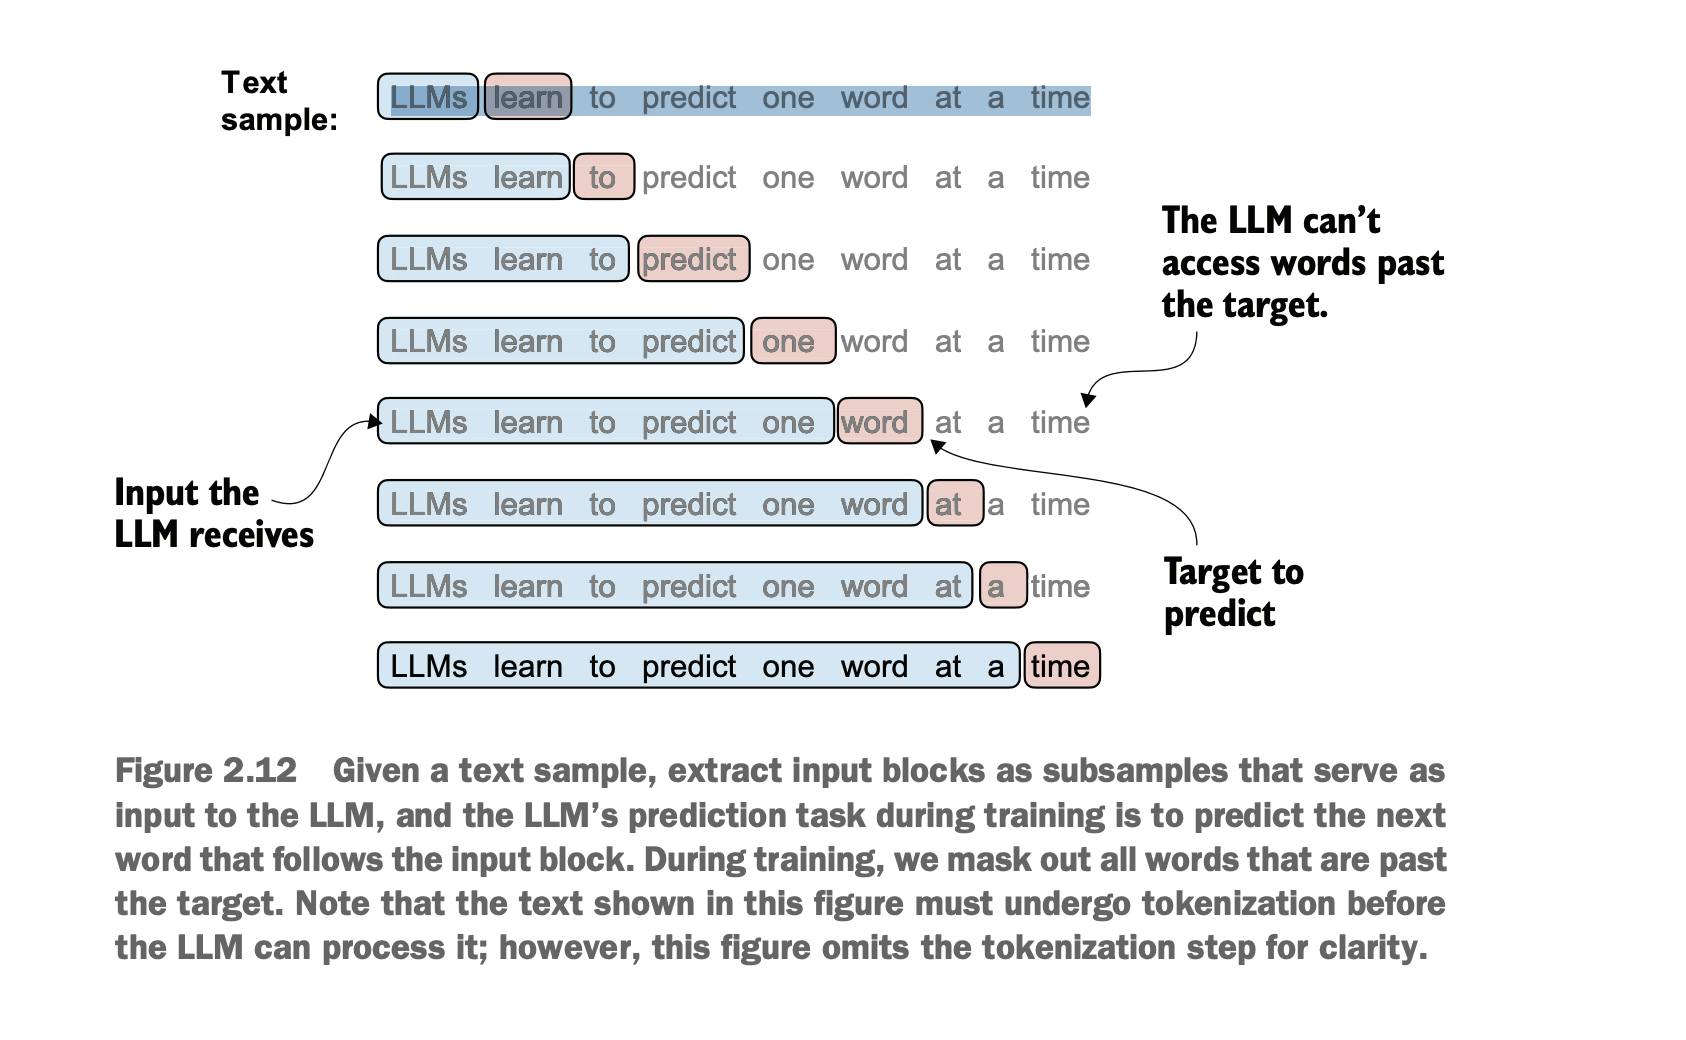 Text
sample:
LLMs learn to predict one word at a time
LLMs learn to predict one word at a time
LLMs learn to predict one word at a time
LLMs learn to predict one word at a time
LLMs learn to predict one word at a time
LLMs learn to predict one word at a time
LLMs learn to predict one word at a time
LLMs learn to predict one word at a time
The LLM can't
access words past
the target.
Input the
LLM receives
Target to
predict
Figure 2.12 Given a text sample, extract input blocks as subsamples that serve as
input to the LLM, and the LLM's prediction task during training is to predict the next
word that follows the input block. During training, we mask out all words that are past
the target. Note that the text shown in this figure must undergo tokenization before
the LLM can process it; however, this figure omits the tokenization step for clarity.